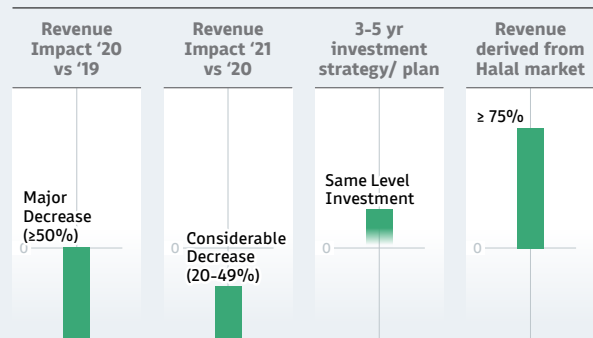 Revenue
Impact ‘20
vs ‘19
Revenue
Impact ‘21
vs ‘20
3-5 yr
investment
strategy/ plan
Revenue
derived from
Halal market
Major
Decrease
(≥50%)
0
Considerable
Decrease
(20-49%)
0
Same Level
Investment
0
≥ 75%
0